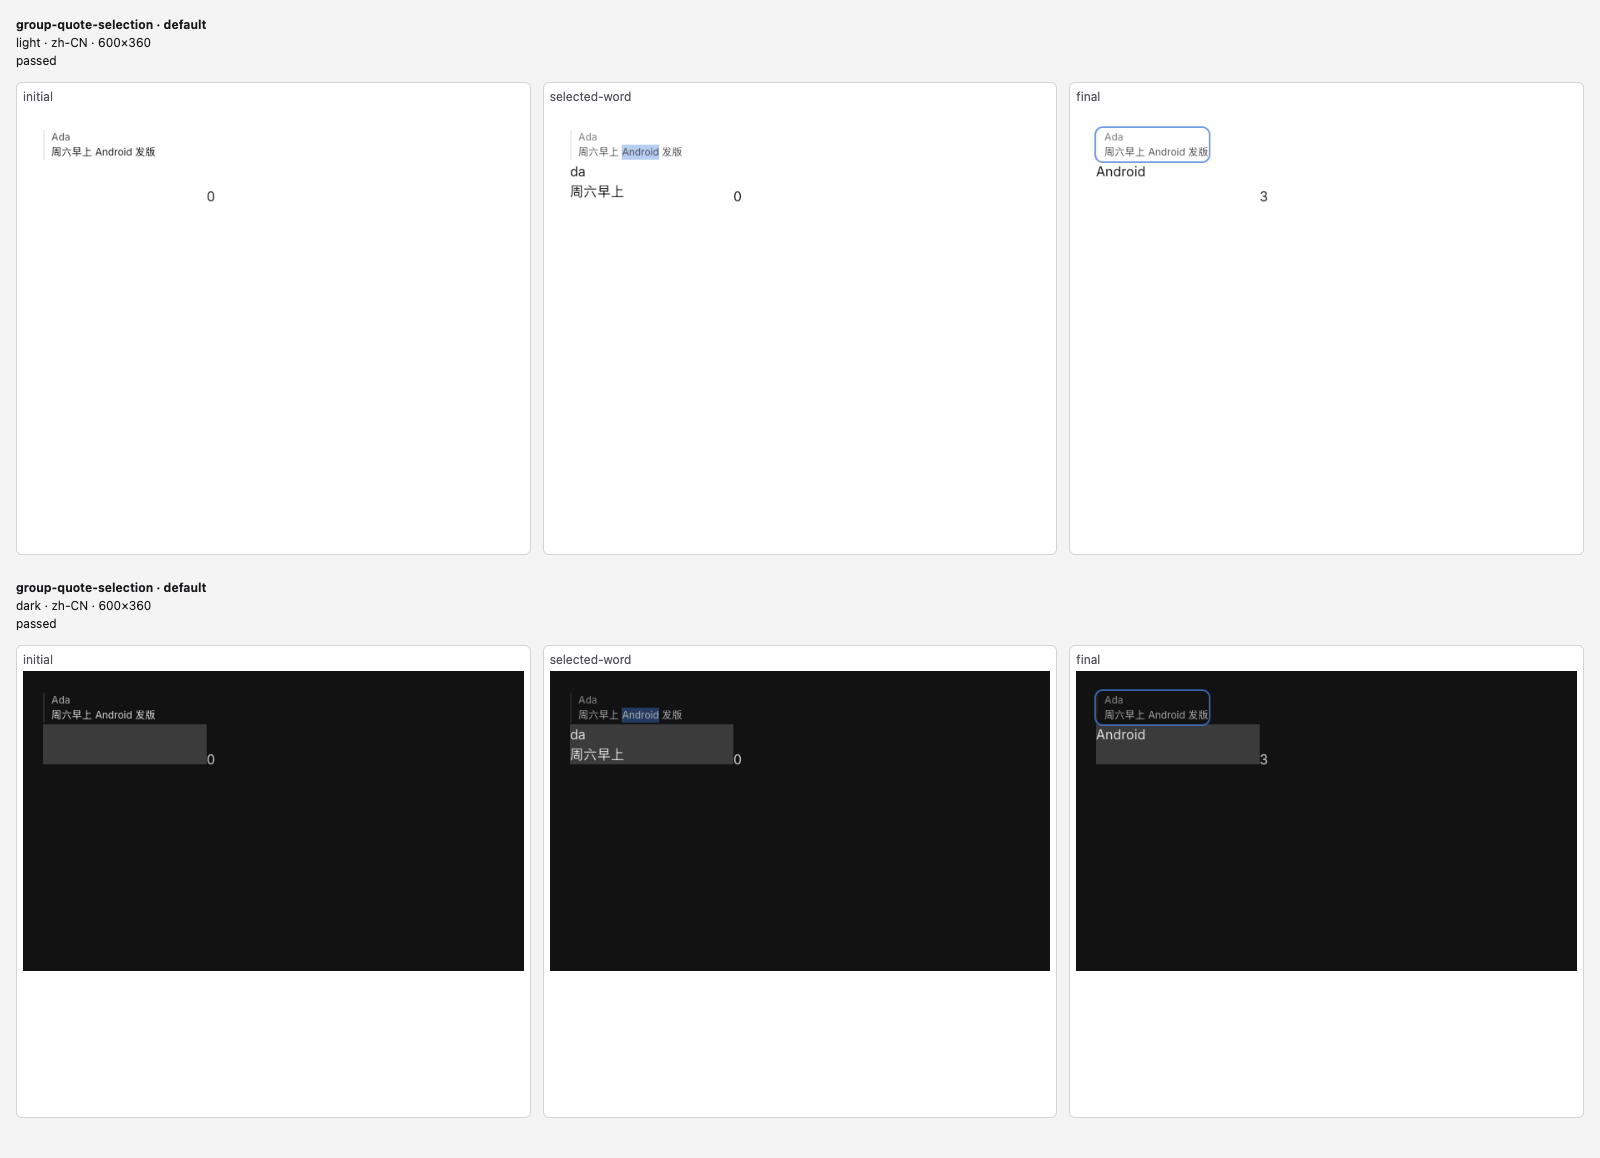 group-quote-selection · default
light · zh-CN · 600×360
passed
initial
Ada
周六早上 Android 发版
0
selected-word
Ada
周六早上 Android 发版
da
周六早上
0
final
Ada
周六早上 Android 发版
Android
3
group-quote-selection · default
dark · zh-CN · 600×360
passed
initial
Ada
周六早上 Android 发版
0
selected-word
Ada
周六早上 Android 发版
da
周六早上
0
final
Ada
周六早上 Android 发版
Android
3